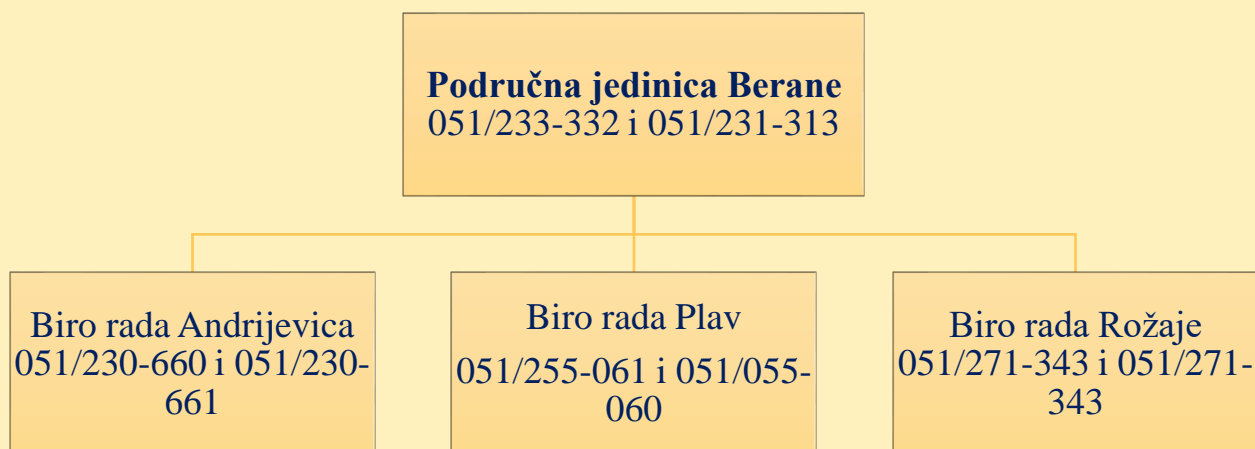 Područna jedinica Berane
051/233-332 i 051/231-313
Biro rada Andrijevica
051/230-660 i 051/230-
661
Biro rada Plav
051/255-061 i 051/055-
060
Biro rada Rožaje
051/271-343 i 051/271-
343